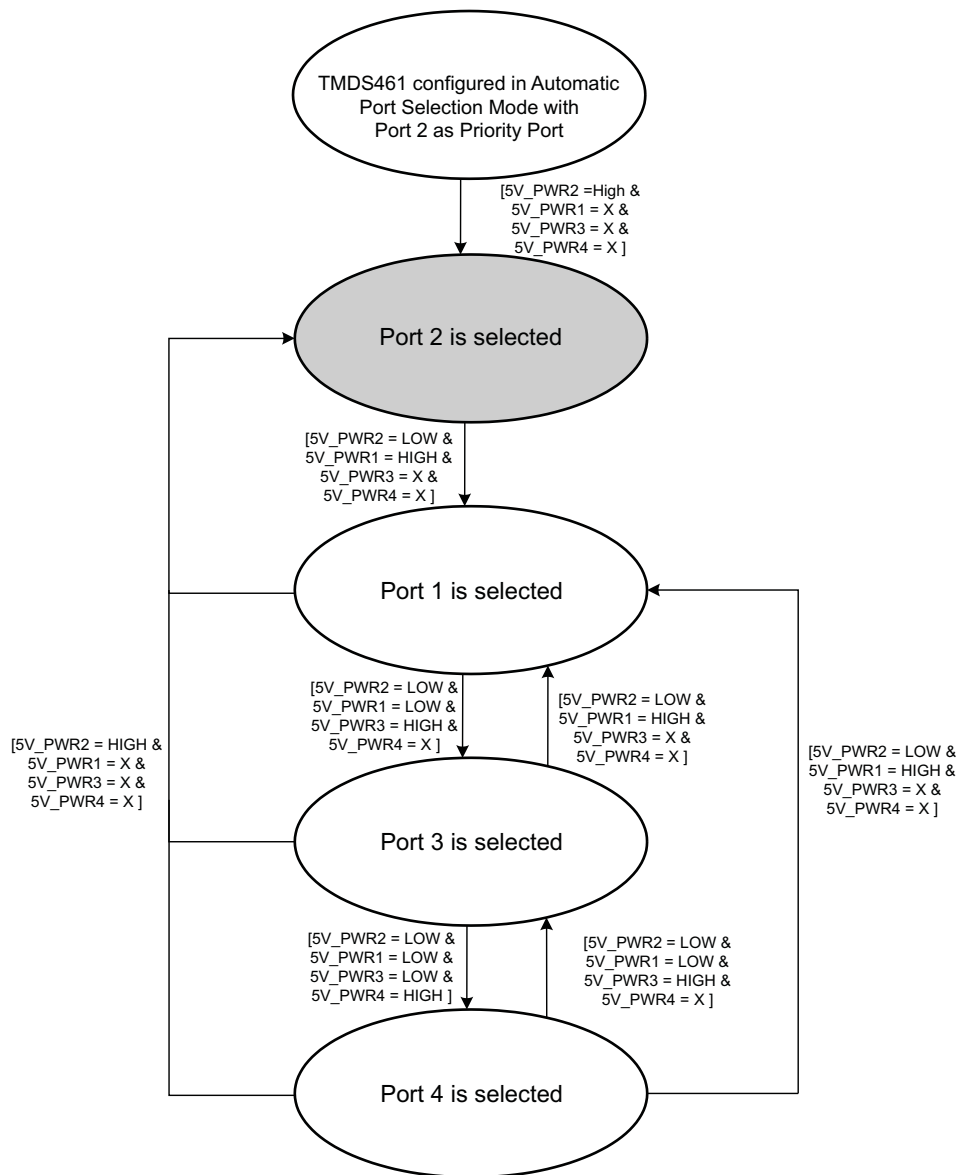 TMDS461 configured in Automatic
Port Selection Mode with
Port 2 as Priority Port
[5V_PWR2 =High &
5V_PWR1 = X &
5V_PWR3 = X &
5V_PWR4 = X ]
Port 2 is selected
[5V_PWR2 = LOW &
5V_PWR1 = HIGH &
5V_PWR3 = X &
5V_PWR4 = X ]
Port 1 is selected
[5V_PWR2 = LOW &
5V_PWR1 = LOW &
5V_PWR3 = HIGH &
5V_PWR4 = X ]
[5V_PWR2 = LOW &
5V_PWR1 = HIGH &
5V_PWR3 = X &
5V_PWR4 = X ]
[5V_PWR2 = HIGH &
5V_PWR1 = X &
5V_PWR3 = X &
5V_PWR4 = X ]
[5V_PWR2 = LOW &
5V_PWR1 = HIGH &
5V_PWR3 = X &
5V_PWR4 = X ]
Port 3 is selected
[5V_PWR2 = LOW &
5V_PWR1 = LOW &
5V_PWR3 = LOW &
5V_PWR4 = HIGH ]
[5V_PWR2 = LOW &
5V_PWR1 = LOW &
5V_PWR3 = HIGH &
5V_PWR4 = X ]
Port 4 is selected